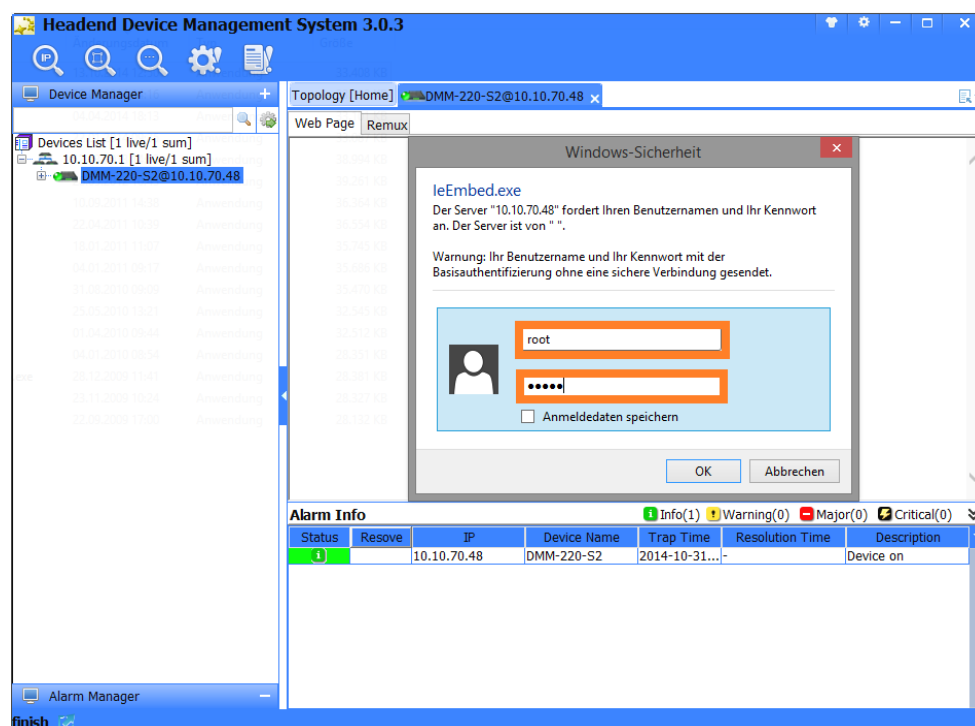 Headend Device Management System 3.0.3
IP
Device Manager
Topology [Home] DMM-220-S2@10.10.70.48
Web Page Remux
Devices List [1 live/1 sum]
10.10.70.1 [1 live/1 sum]
DMM-220-S2@10.10.70.48
Windows-Sicherheit
IeEmbed.exe
Der Server "10.10.70.48" fordert Ihren Benutzernamen und Ihr Kennwort
an. Der Server ist von " ".
Warnung: Ihr Benutzername und Ihr Kennwort mit der
Basisauthentifizierung ohne eine sichere Verbindung gesendet.
root
•••••
Anmeldedaten speichern
OK Abbrechen
Alarm Info Info(1) Warning(0) Major(0) Critical(0)
Status Resove IP Device Name Trap Time Resolution Time Description
10.10.70.48 DMM-220-S2 2014-10-31... - Device on
Alarm Manager
finish